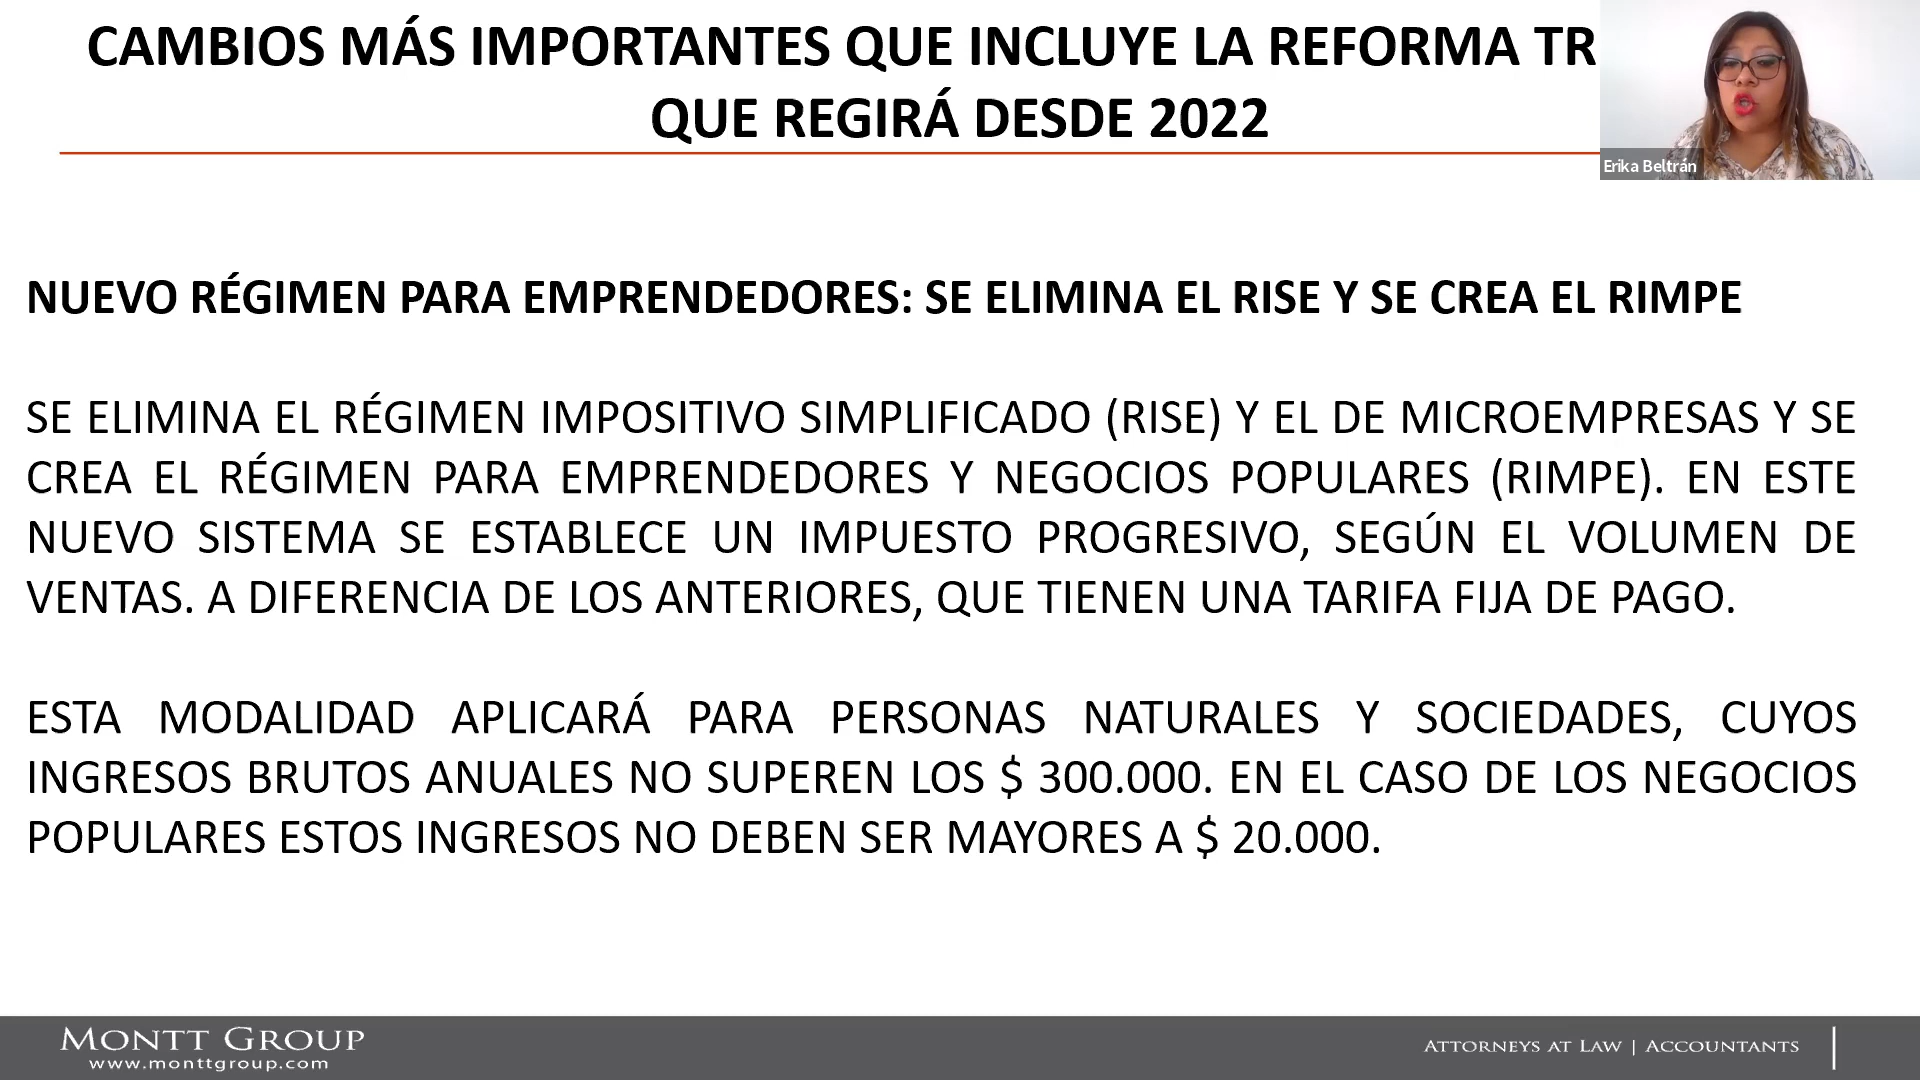 CAMBIOS MÁS IMPORTANTES QUE INCLUYE LA REFORMA TR
QUE REGIRÁ DESDE 2022
Erika Beltrán
NUEVO RÉGIMEN PARA EMPRENDEDORES: SE ELIMINA EL RISE Y SE CREA EL RIMPE
SE ELIMINA EL RÉGIMEN IMPOSITIVO SIMPLIFICADO (RISE) Y EL DE MICROEMPRESAS Y SE
CREA EL RÉGIMEN PARA EMPRENDEDORES Y NEGOCIOS POPULARES (RIMPE). EN ESTE
NUEVO SISTEMA SE ESTABLECE UN IMPUESTO PROGRESIVO, SEGÚN EL VOLUMEN DE
VENTAS. A DIFERENCIA DE LOS ANTERIORES, QUE TIENEN UNA TARIFA FIJA DE PAGO.
ESTA MODALIDAD APLICARÁ PARA PERSONAS NATURALES Y SOCIEDADES, CUYOS
INGRESOS BRUTOS ANUALES NO SUPEREN LOS $ 300.000. EN EL CASO DE LOS NEGOCIOS
POPULARES ESTOS INGRESOS NO DEBEN SER MAYORES A $ 20.000.
MONTT GROUP
www.monttgroup.com
ATTORNEYS AT LAW | ACCOUNTANTS